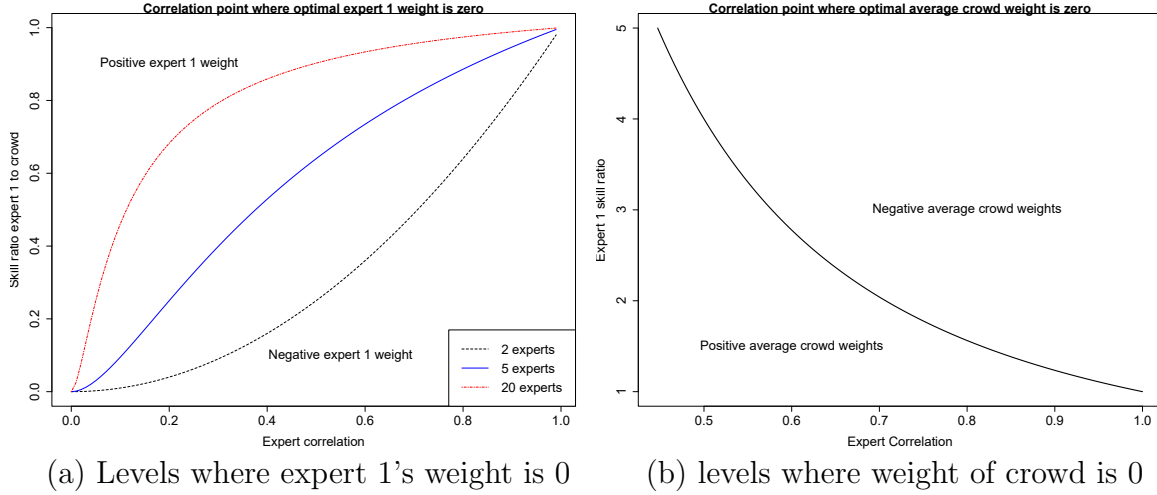 Correlation point where optimal expert 1 weight is zero
Skill ratio expert 1 to crowd
1.0
0.8
0.6
0.4
0.2
0.0
Positive expert 1 weight
Negative expert 1 weight
2 experts
5 experts
20 experts
0.0 0.2 0.4 0.6 0.8 1.0
Expert correlation
(a) Levels where expert 1's weight is 0
Correlation point where optimal average crowd weight is zero
Expert 1 skill ratio
5
4
3
2
1
Negative average crowd weights
Positive average crowd weights
0.5 0.6 0.7 0.8 0.9 1.0
Expert Correlation
(b) levels where weight of crowd is 0